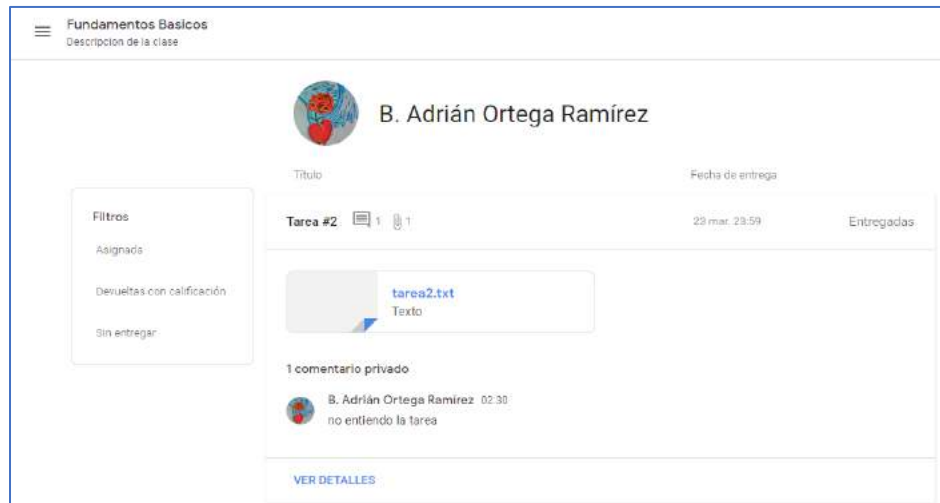 Fundamentos Basicos
Descripcion de la clase
B. Adrián Ortega Ramírez
Título Fecha de entrega
Filtros
Asignada
Devueltas con calificación
Sin entregar
Tarea #2 1 1 23 mar. 23:59 Entregadas
tarea2.txt
Texto
1 comentario privado
B. Adrián Ortega Ramírez 02:30
no entiendo la tarea
VER DETALLES